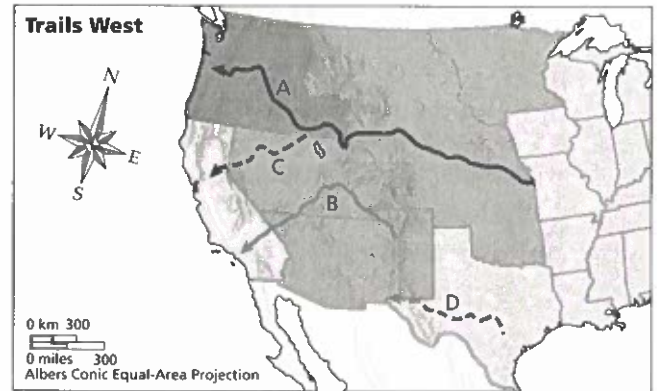 Trails West
N
W
E
S
A
C
B
D
0 km 300
0 miles 300
Albers Conic Equal-Area Projection